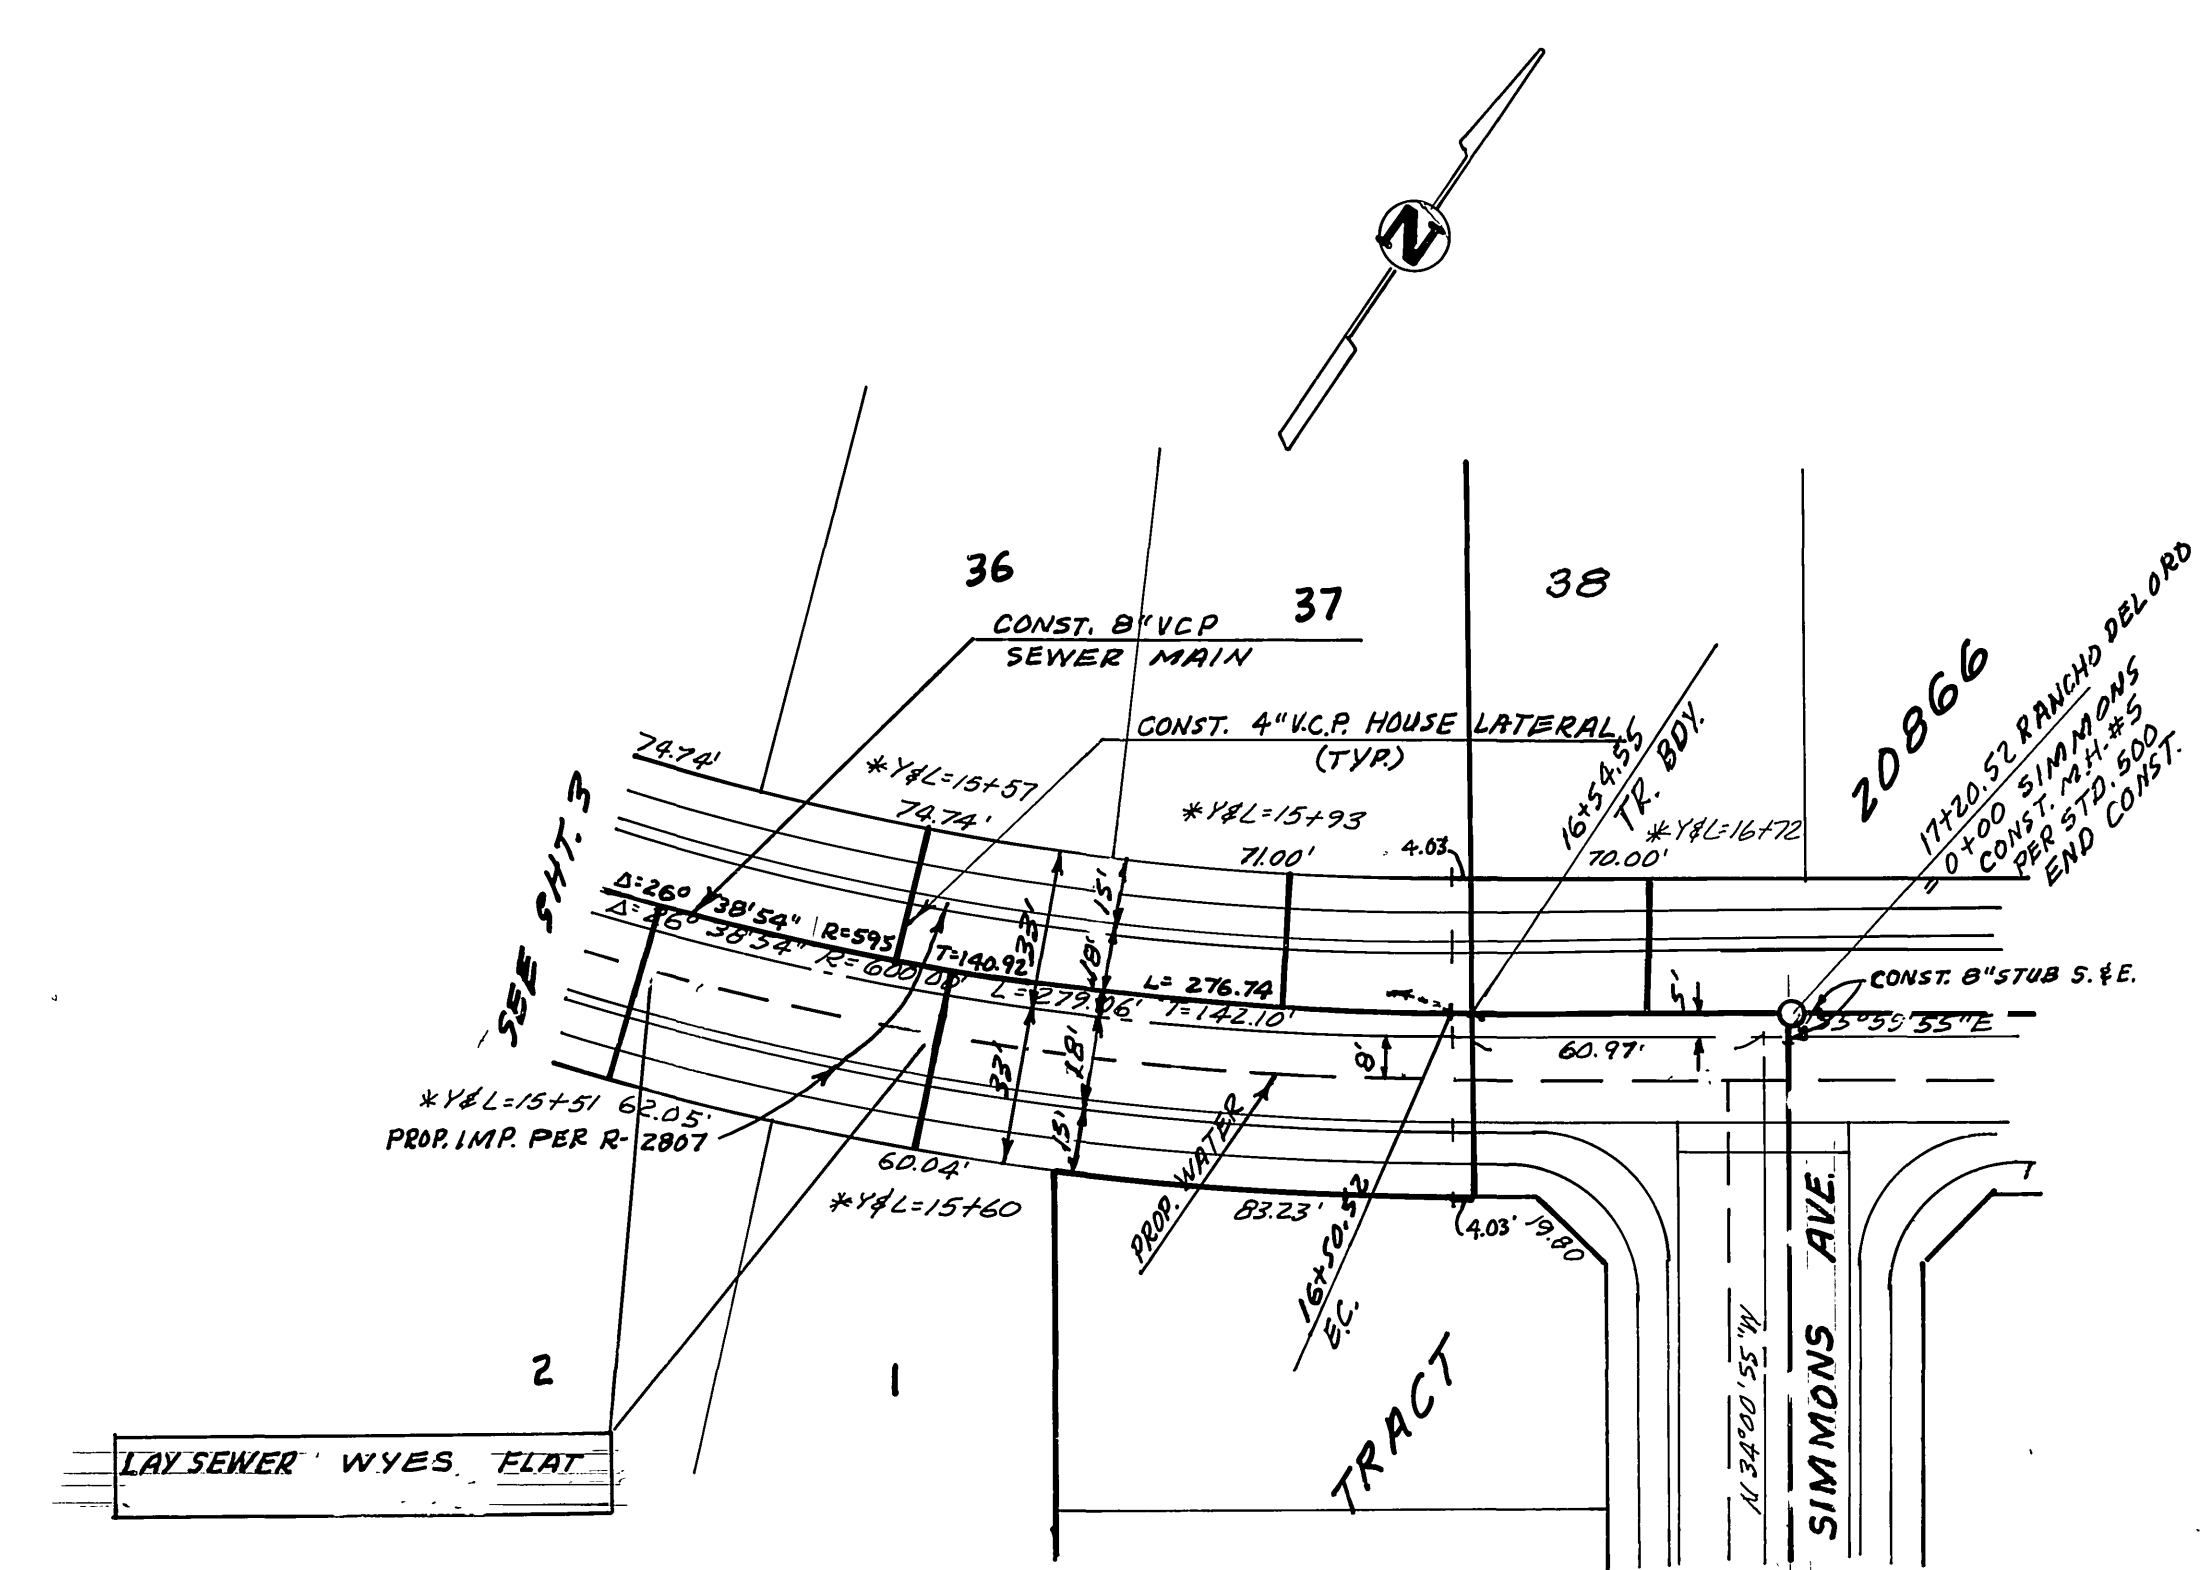 N
36
37
38
CONST. 8" VCP
SEWER MAIN
CONST. 4" V.C.P. HOUSE LATERAL
(TYP.)
16+54.55
TR. BDY.
20866
17+20.52 RANCHO DEL ORO
= 0+00 SIMMONS
CONST. M.H. #5
PER STD. 500
END CONST.
SEE SHT. 3
74.74'
*Y&L=15+57
74.74'
*Y&L=15+93
71.00'
4.03
*Y&L=16+72
70.00'
Δ=26° 38'54" R=595 T=140.92 L=276.74
Δ=26° 38'54" R=600.00' L=279.06' T=142.10'
33'
15'
18'
33'
18'
15'
5'
8'
60.97'
CONST. 8" STUB S. & E.
*Y&L=15+51 62.05'
PROP. IMP. PER R-2807
60.04'
*Y&L=15+60
PROP. WATER
83.23'
4.03'
19.80
16+50.52
E.C.
2
1
TRACT
N 34°00'55"W
SIMMONS AVE.
LAY SEWER WYES FLAT